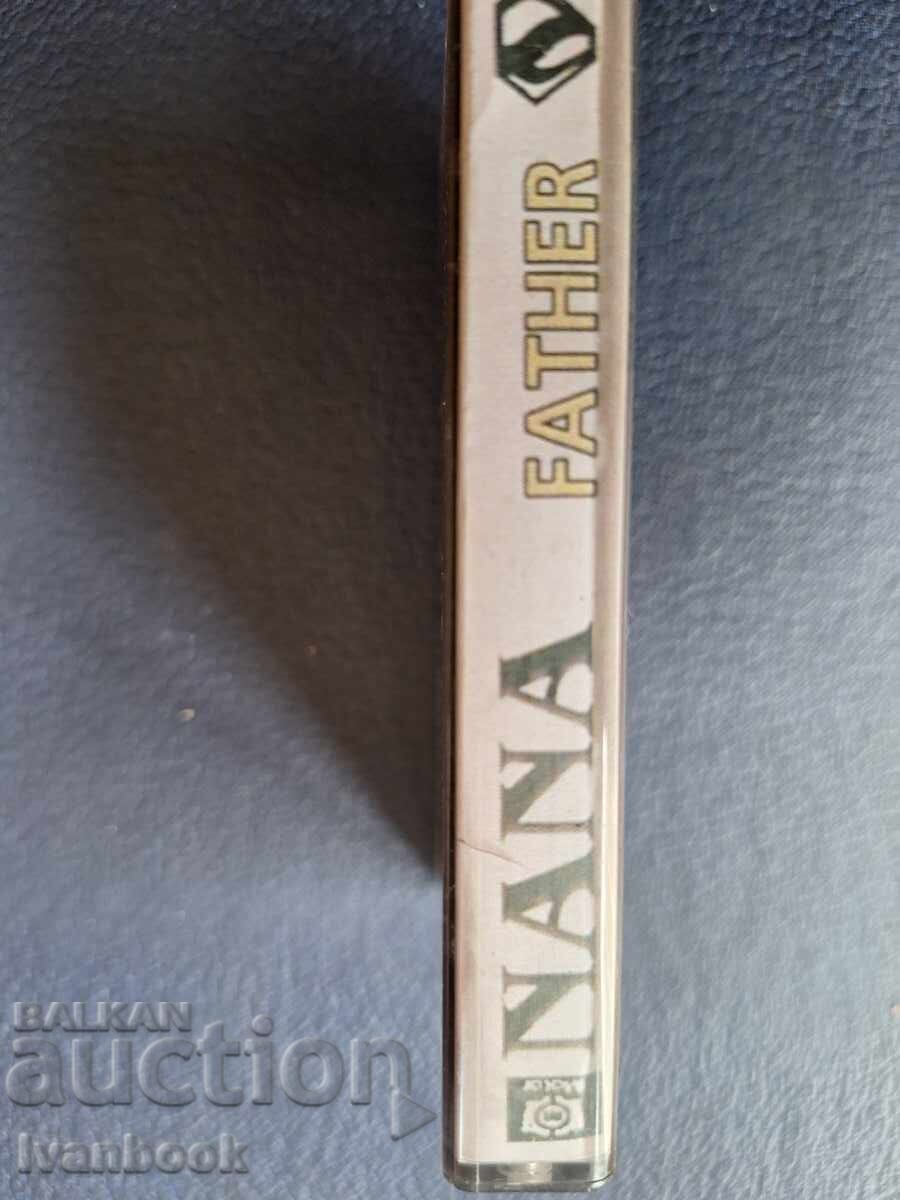 NANA FATHER
BALKAN
auction
Ivanbook